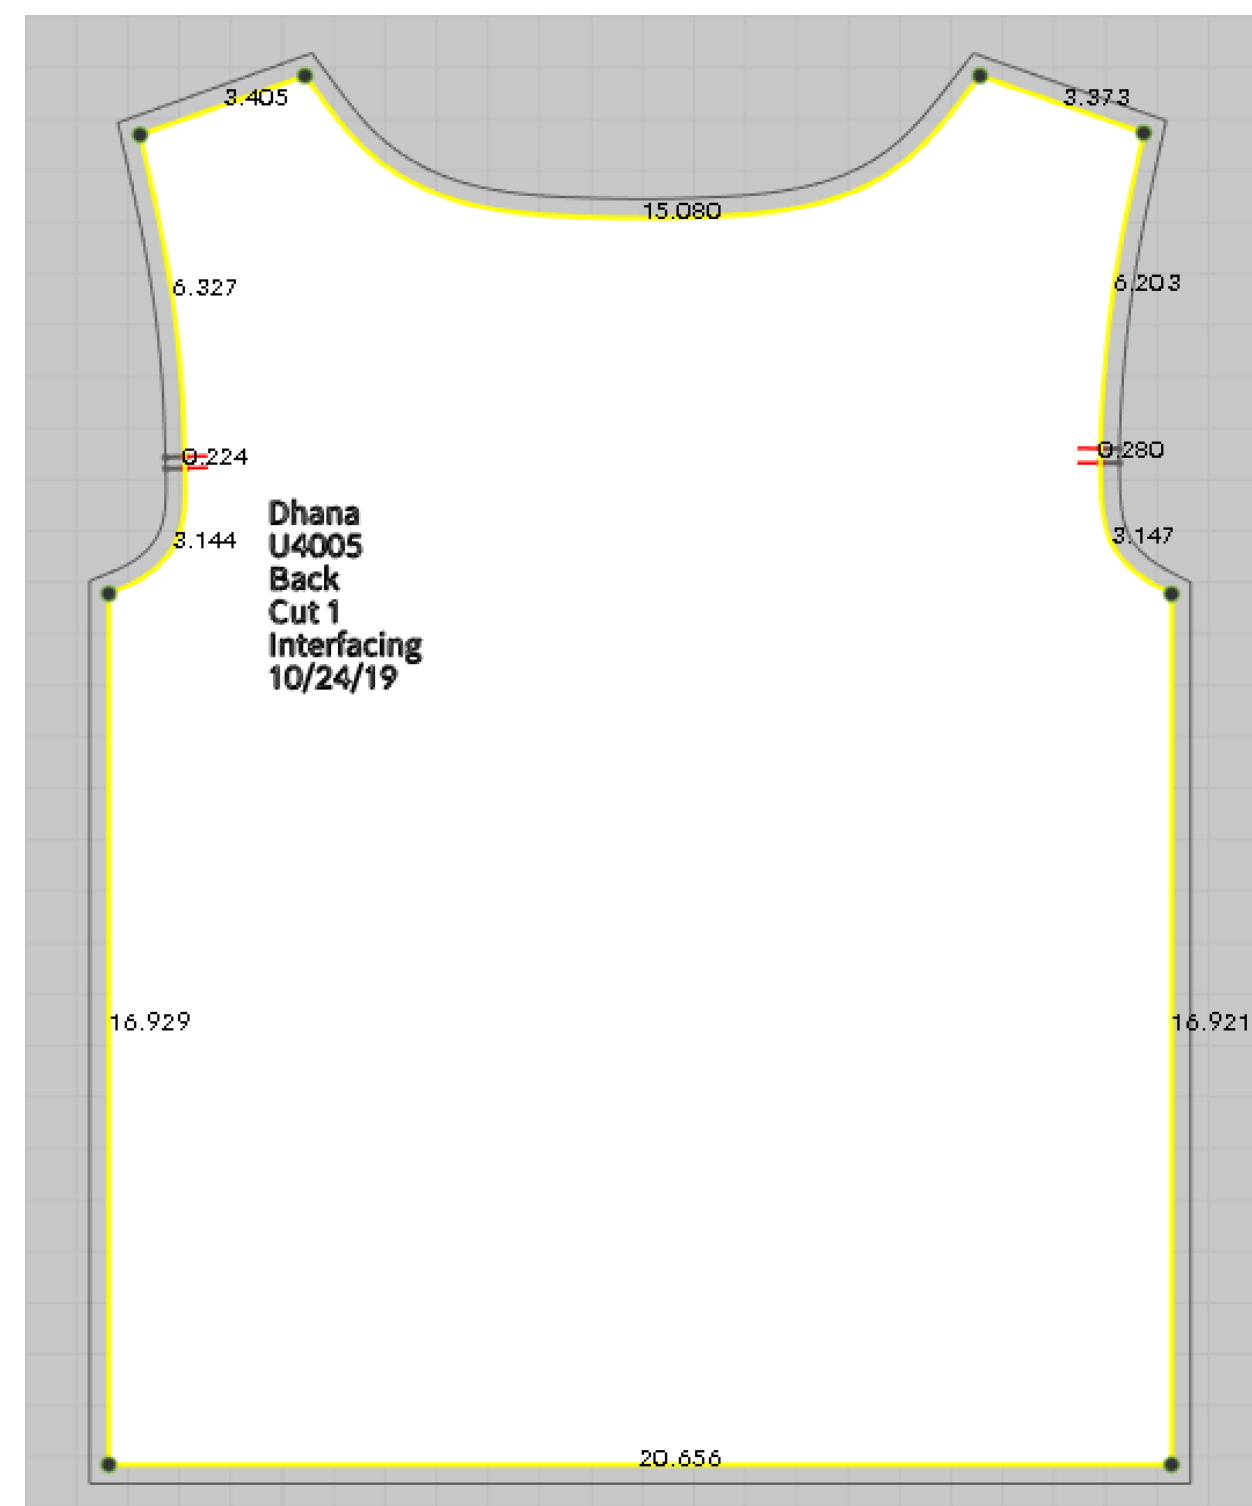 3.405
3.373
15.080
6.327
6.203
0.224
0.280
3.144
3.147
Dhana
U4005
Back
Cut 1
Interfacing
10/24/19
16.929
16.921
20.656